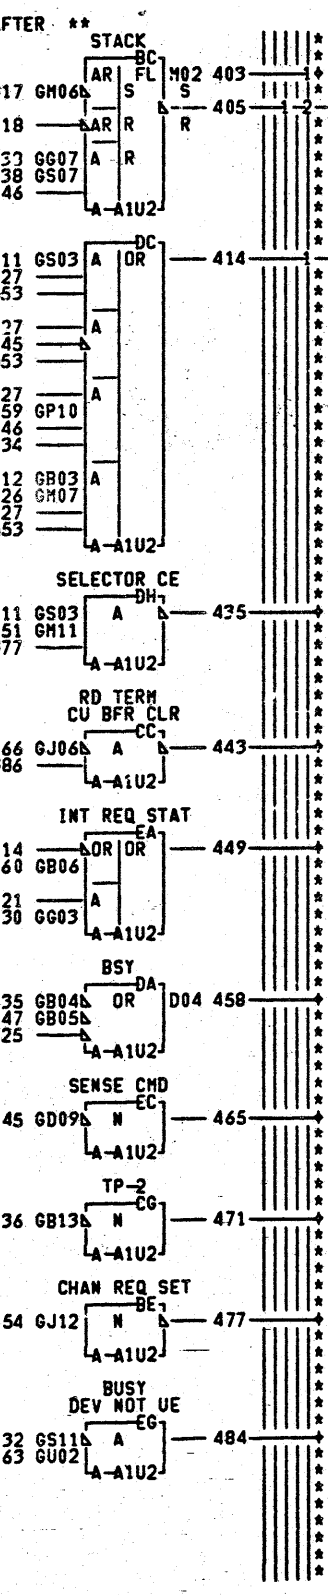 FTER **
STACK
BC
AR FL M02 403 1
17 GM06 S S
405 1 2
18 AR R R
33 GG07 A R
38 GS07
46
A A1U2
DC
11 GS03 A OR 414 1
27
53
27 A
45
53
27 A
59 GP10
46
34
12 GB03 A
26 GM07
27
53
A A1U2
SELECTOR CE
DH
11 GS03 A 435
51 GM11
77
A A1U2
RD TERM
CU BFR CLR
CC
66 GJ06 A 443
86
A A1U2
INT REQ STAT
EA
14 OR OR 449
60 GB06
21 A
30 GG03
A A1U2
BSY
DA
35 GB04 OR D04 458
47 GB05
25
A A1U2
SENSE CMD
EC
45 GD09 N 465
A A1U2
TP-2
CG
36 GB13 N 471
A A1U2
CHAN REQ SET
BE
54 GJ12 N 477
A A1U2
BUSY
DEV NOT UE
EG
32 GS11 A 484
63 GU02
A A1U2